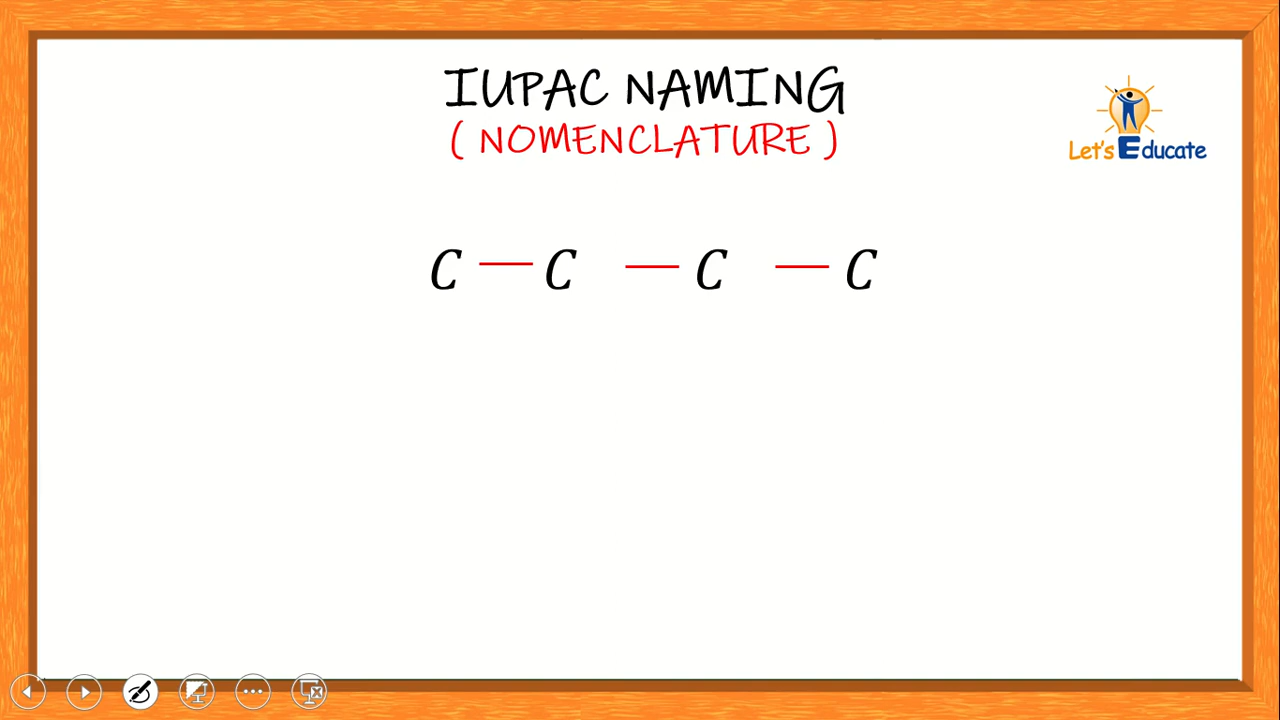 IUPAC NAMING
( NOMENCLATURE )
Let's Educate
C — C — C — C